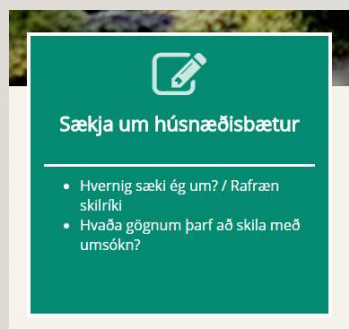 Sækja um húsnæðisbætur
Hvernig sæki ég um? / Rafræn
skilríki
Hvaða gögnum þarf að skila með
umsókn?